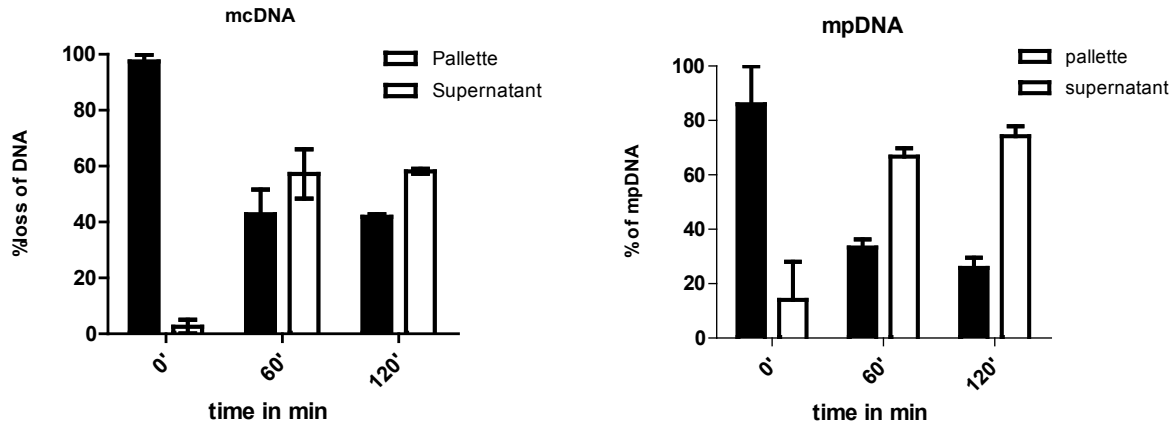 mcDNA
Pallette
Supernatant
%loss of DNA
100
80
60
40
20
0
0'
60'
120'
time in min
mpDNA
pallette
supernatant
% of mpDNA
100
80
60
40
20
0
0'
60'
120'
time in min